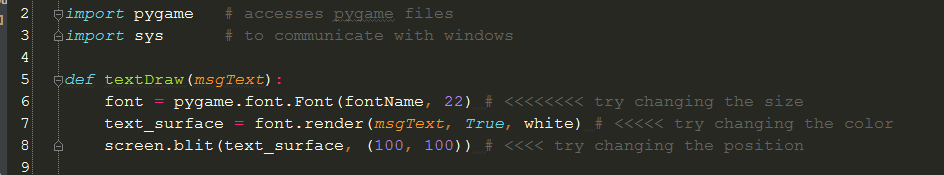 2 import pygame   # accesses pygame files
3 import sys      # to communicate with windows
4
5 def textDraw(msgText):
6     font = pygame.font.Font(fontName, 22) # <<<<<<<< try changing the size
7     text_surface = font.render(msgText, True, white) # <<<<< try changing the color
8     screen.blit(text_surface, (100, 100)) # <<<< try changing the position
9